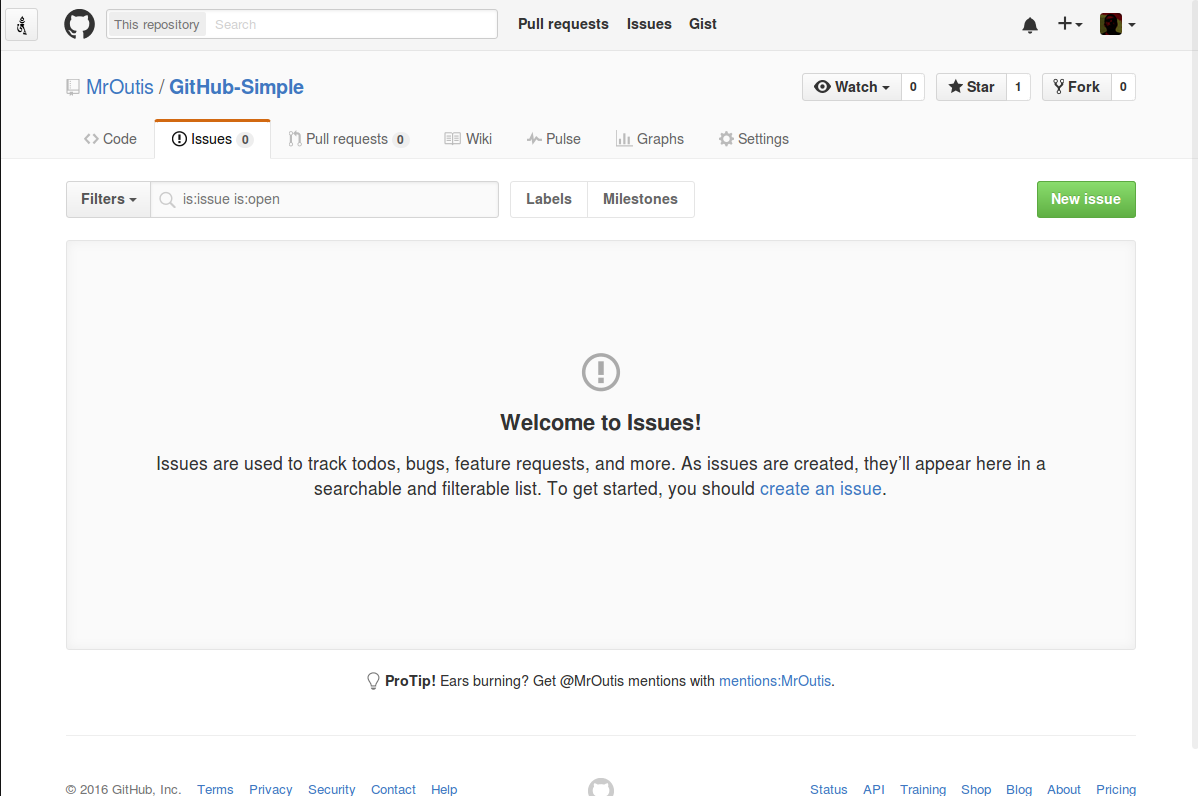 This repository Search Pull requests Issues Gist
MrOutis / GitHub-Simple Watch 0 Star 1 Fork 0
Code Issues 0 Pull requests 0 Wiki Pulse Graphs Settings
Filters is:issue is:open Labels Milestones New issue
Welcome to Issues!
Issues are used to track todos, bugs, feature requests, and more. As issues are created, they’ll appear here in a
searchable and filterable list. To get started, you should create an issue.
ProTip! Ears burning? Get @MrOutis mentions with mentions:MrOutis.
© 2016 GitHub, Inc. Terms Privacy Security Contact Help Status API Training Shop Blog About Pricing